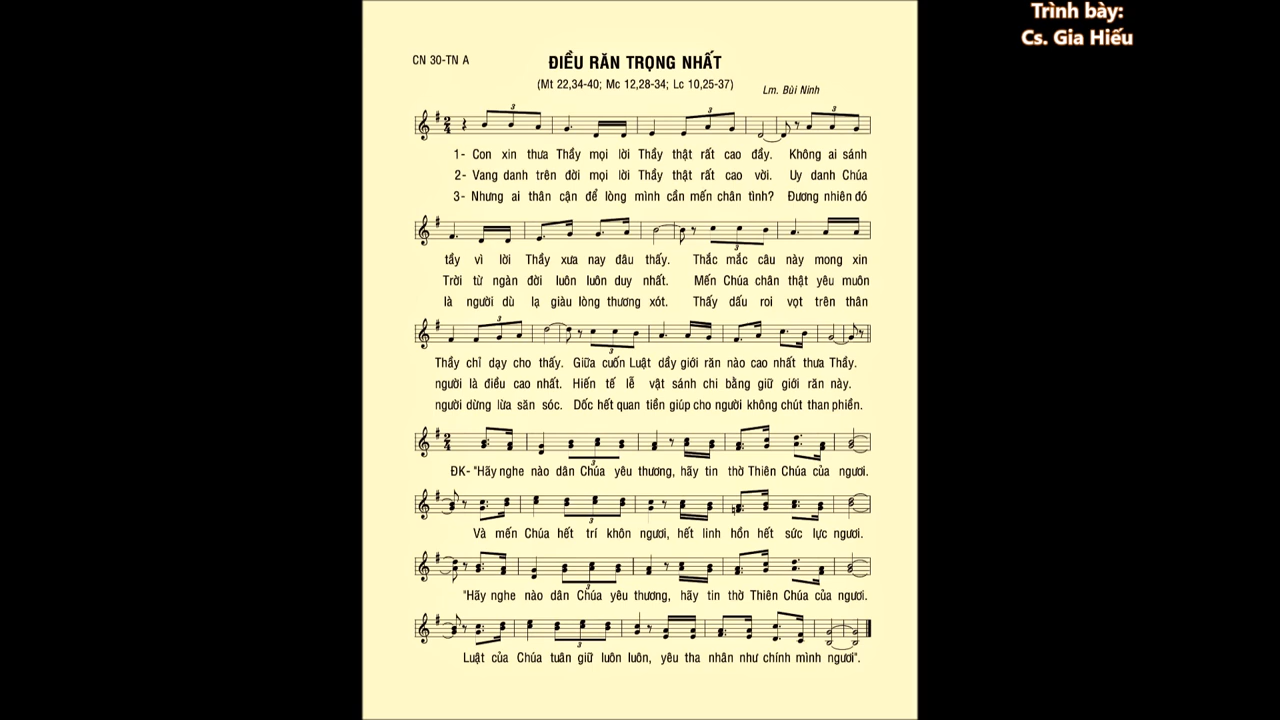 Trình bày:
Cs. Gia Hiếu
CN 30-TN A
ĐIỀU RĂN TRỌNG NHẤT
(Mt 22,34-40; Mc 12,28-34; Lc 10,25-37)
Lm. Bùi Ninh
1- Con xin thưa Thầy mọi lời Thầy thật rất cao đẩy. Không ai sánh
2- Vang danh trên đời mọi lời Thầy thật rất cao vời. Uy danh Chúa
3- Nhưng ai thân cận để lòng mình cần mến chân tình? Đương nhiên đó
tầy vì lời Thầy xưa nay đâu thấy. Thắc mắc câu này mong xin
Trời từ ngàn đời luôn luôn duy nhất. Mến Chúa chân thật yêu muôn
là người dù lạ giàu lòng thương xót. Thấy dấu roi vọt trên thân
Thầy chỉ dạy cho thấy. Giữa cuốn Luật dầy giới răn nào cao nhất thưa Thầy.
người là điều cao nhất. Hiến tế lễ vật sánh chi bằng giữ giới răn này.
người dừng lừa săn sóc. Dốc hết quan tiền giúp cho người không chút than phiền.
ĐK- "Hãy nghe nào dân Chúa yêu thương, hãy tin thờ Thiên Chúa của ngươi.
Và mến Chúa hết trí khôn ngươi, hết linh hồn hết sức lực ngươi.
"Hãy nghe nào dân Chúa yêu thương, hãy tin thờ Thiên Chúa của ngươi.
Luật của Chúa tuân giữ luôn luôn, yêu tha nhân như chính mình ngươi".